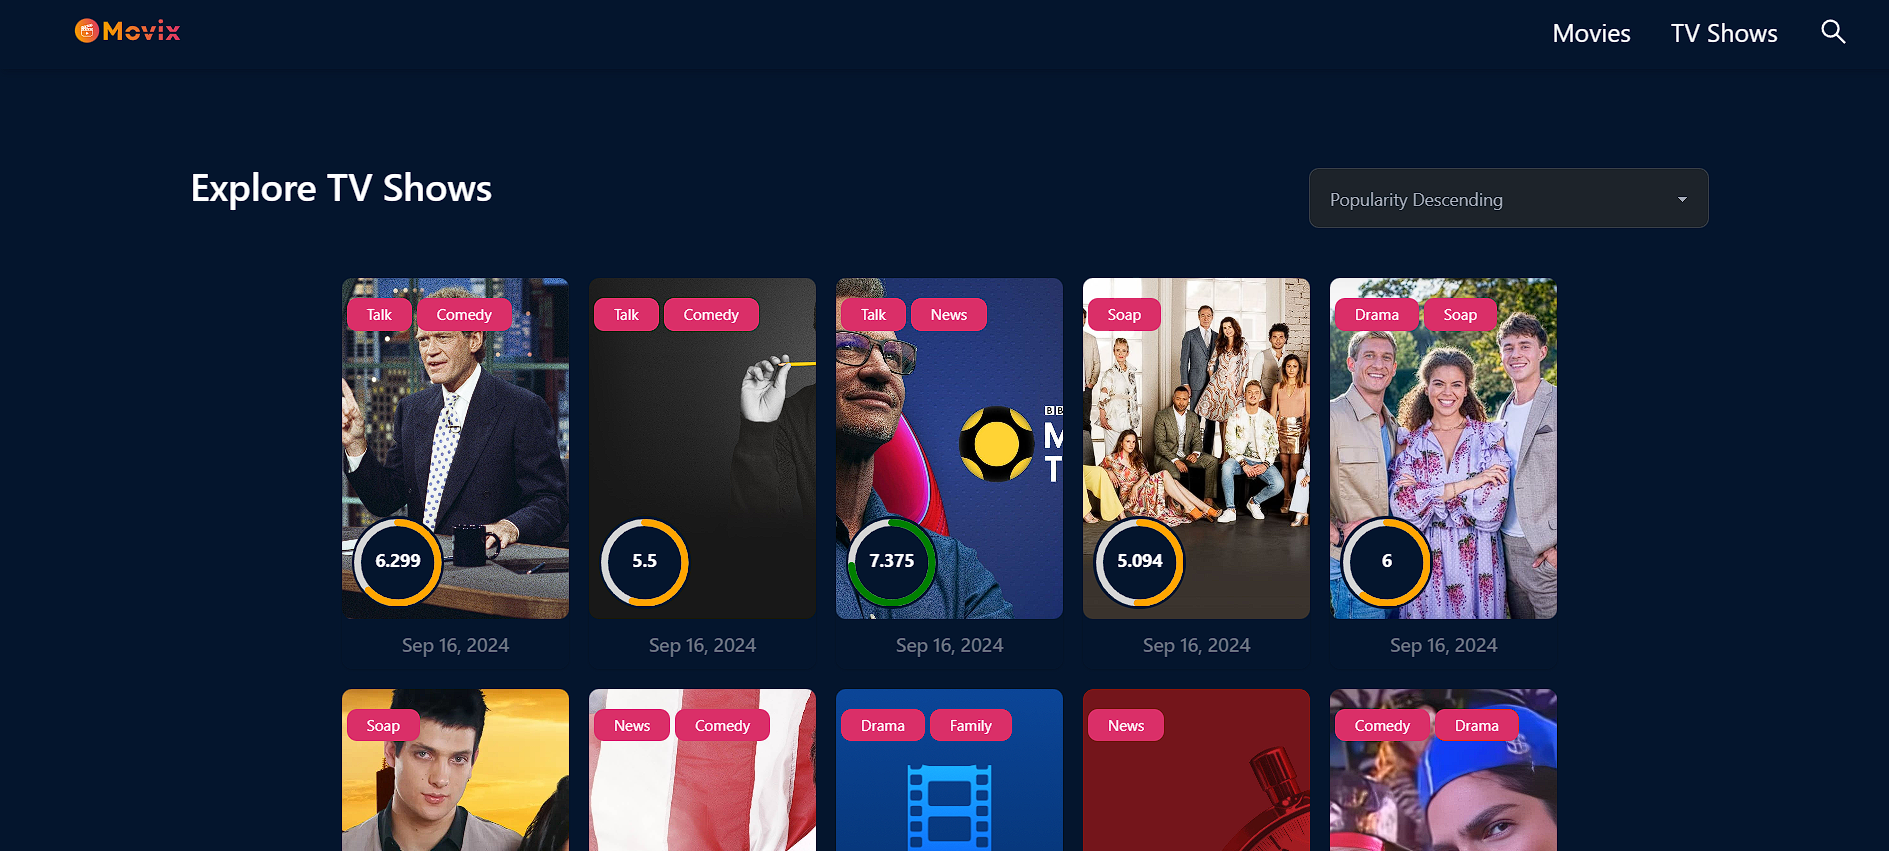 Movix
Movies
TV Shows
Explore TV Shows
Popularity Descending
Talk
Comedy
6.299
Sep 16, 2024
Talk
Comedy
5.5
Sep 16, 2024
Talk
News
7.375
Sep 16, 2024
Soap
5.094
Sep 16, 2024
Drama
Soap
6
Sep 16, 2024
Soap
News
Comedy
Drama
Family
News
Comedy
Drama